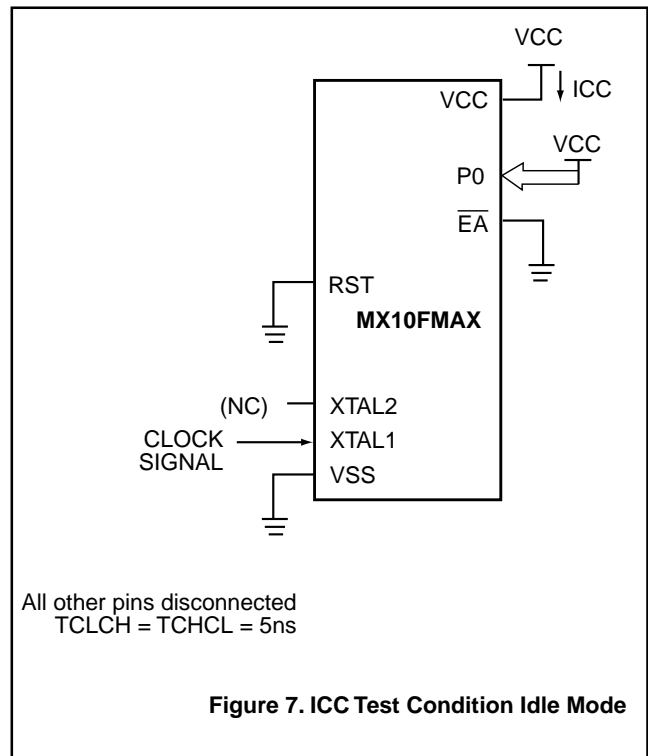 VCC
VCC
ICC
VCC
P0
EA
RST
MX10FMAX
(NC)
XTAL2
CLOCK
SIGNAL
XTAL1
VSS
All other pins disconnected
TCLCH = TCHCL = 5ns
Figure 7. ICC Test Condition Idle Mode